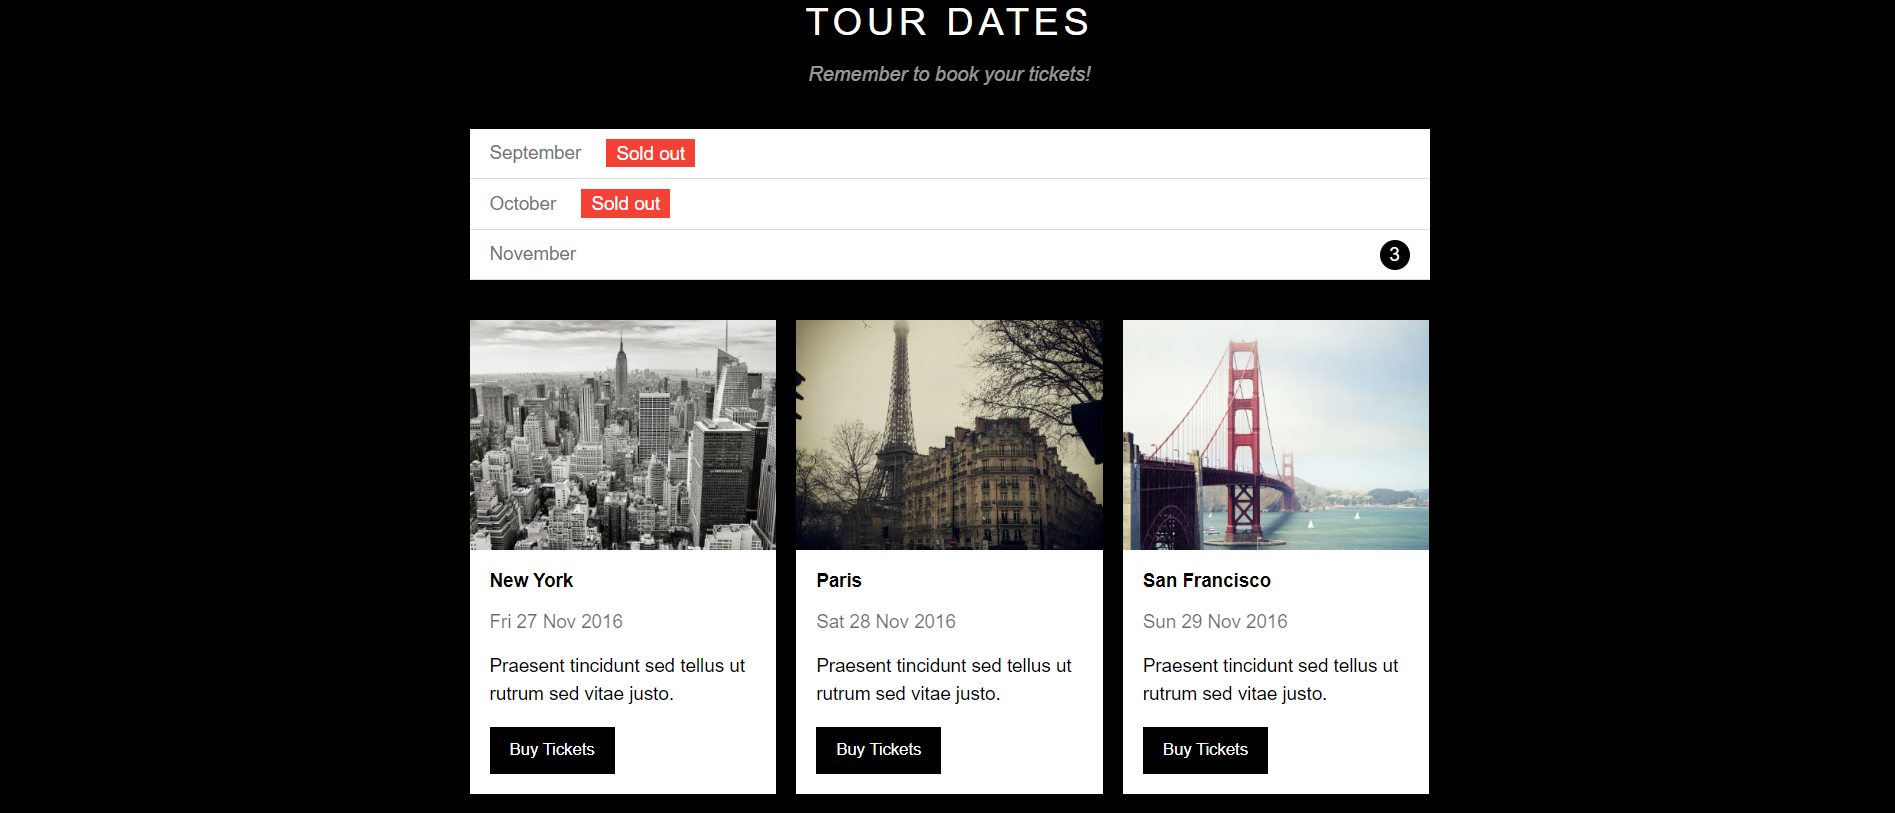 TOUR DATES
Remember to book your tickets!
September Sold out
October Sold out
November 3
New York
Fri 27 Nov 2016
Praesent tincidunt sed tellus ut
rutrum sed vitae justo.
Buy Tickets
Paris
Sat 28 Nov 2016
Praesent tincidunt sed tellus ut
rutrum sed vitae justo.
Buy Tickets
San Francisco
Sun 29 Nov 2016
Praesent tincidunt sed tellus ut
rutrum sed vitae justo.
Buy Tickets